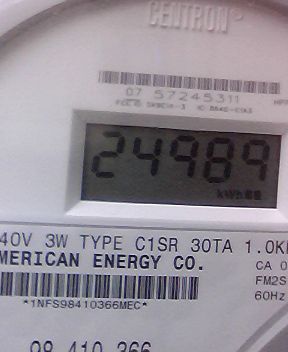 CENTRON®
07 57245311
24989
kWh
40V 3W TYPE C1SR 30TA 1.0K
MERICAN ENERGY CO.
CA 0
FM2S
60Hz
*1NFS98410366MEC*
98 410 366